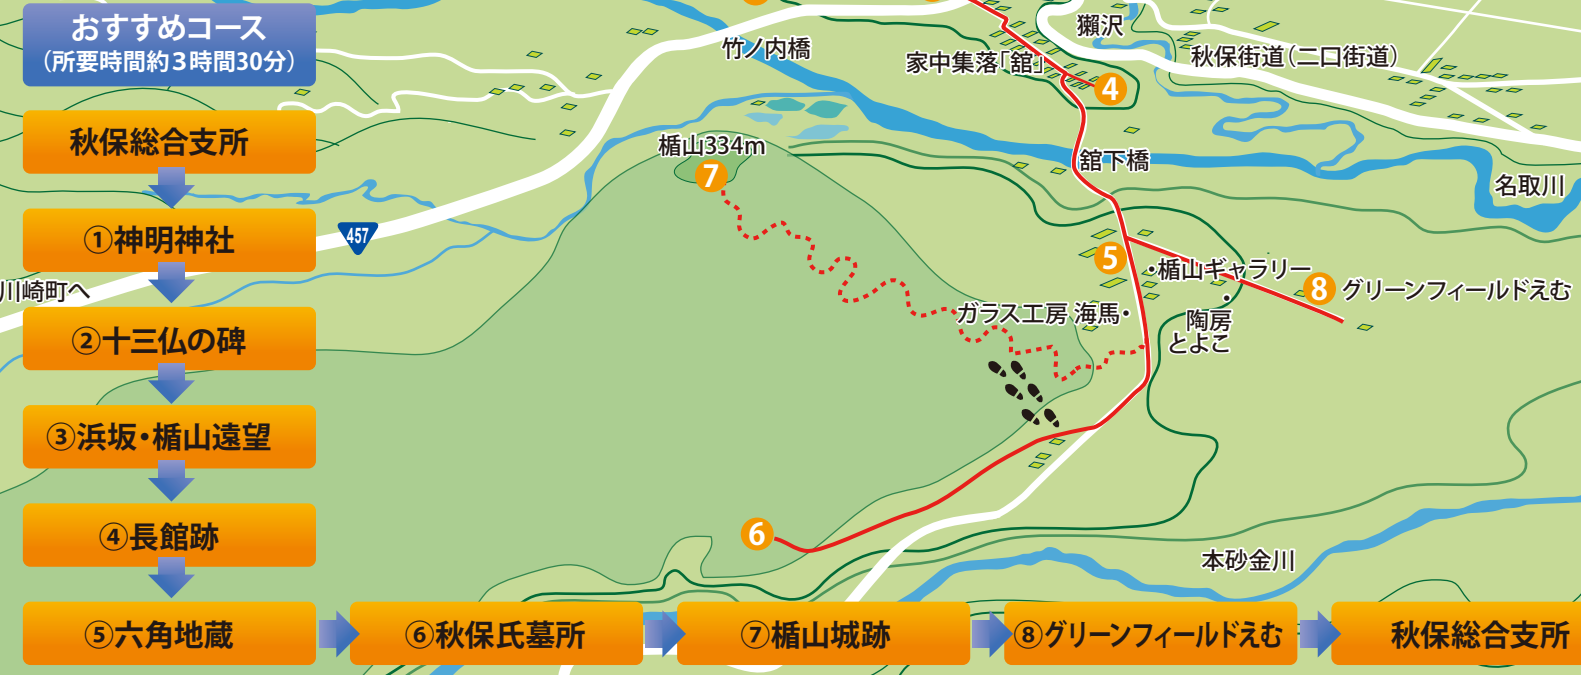 おすすめコース
（所要時間約３時間30分）
秋保総合支所
①神明神社
②十三仏の碑
③浜坂・楯山遠望
④長館跡
⑤六角地蔵
⑥秋保氏墓所
⑦楯山城跡
⑧グリーンフィールドえむ
秋保総合支所
竹ノ内橋
家中集落「舘」
獺沢
秋保街道（二口街道）
4
楯山334m
7
舘下橋
名取川
457
川崎町へ
5
・楯山ギャラリー
8
グリーンフィールドえむ
ガラス工房 海馬・
・
陶房
とよこ
6
本砂金川